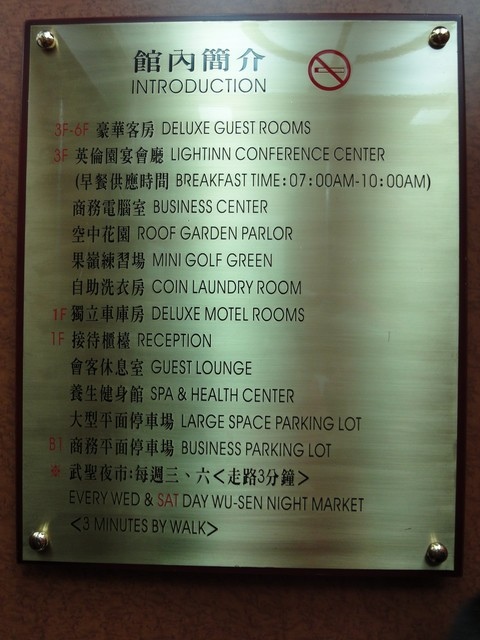 館內簡介
INTRODUCTION
3F-6F 豪華客房 DELUXE GUEST ROOMS
3F 英倫園宴會廳 LIGHTINN CONFERENCE CENTER
(早餐供應時間 BREAKFAST TIME:07:00AM-10:00AM)
商務電腦室 BUSINESS CENTER
空中花園 ROOF GARDEN PARLOR
果嶺練習場 MINI GOLF GREEN
自助洗衣房 COIN LAUNDRY ROOM
1F 獨立車庫房 DELUXE MOTEL ROOMS
1F 接待櫃檯 RECEPTION
會客休息室 GUEST LOUNGE
養生健身館 SPA & HEALTH CENTER
大型平面停車場 LARGE SPACE PARKING LOT
B1 商務平面停車場 BUSINESS PARKING LOT
※ 武聖夜市:每週三、六<走路3分鐘>
EVERY WED & SAT DAY WU-SEN NIGHT MARKET
<3 MINUTES BY WALK>